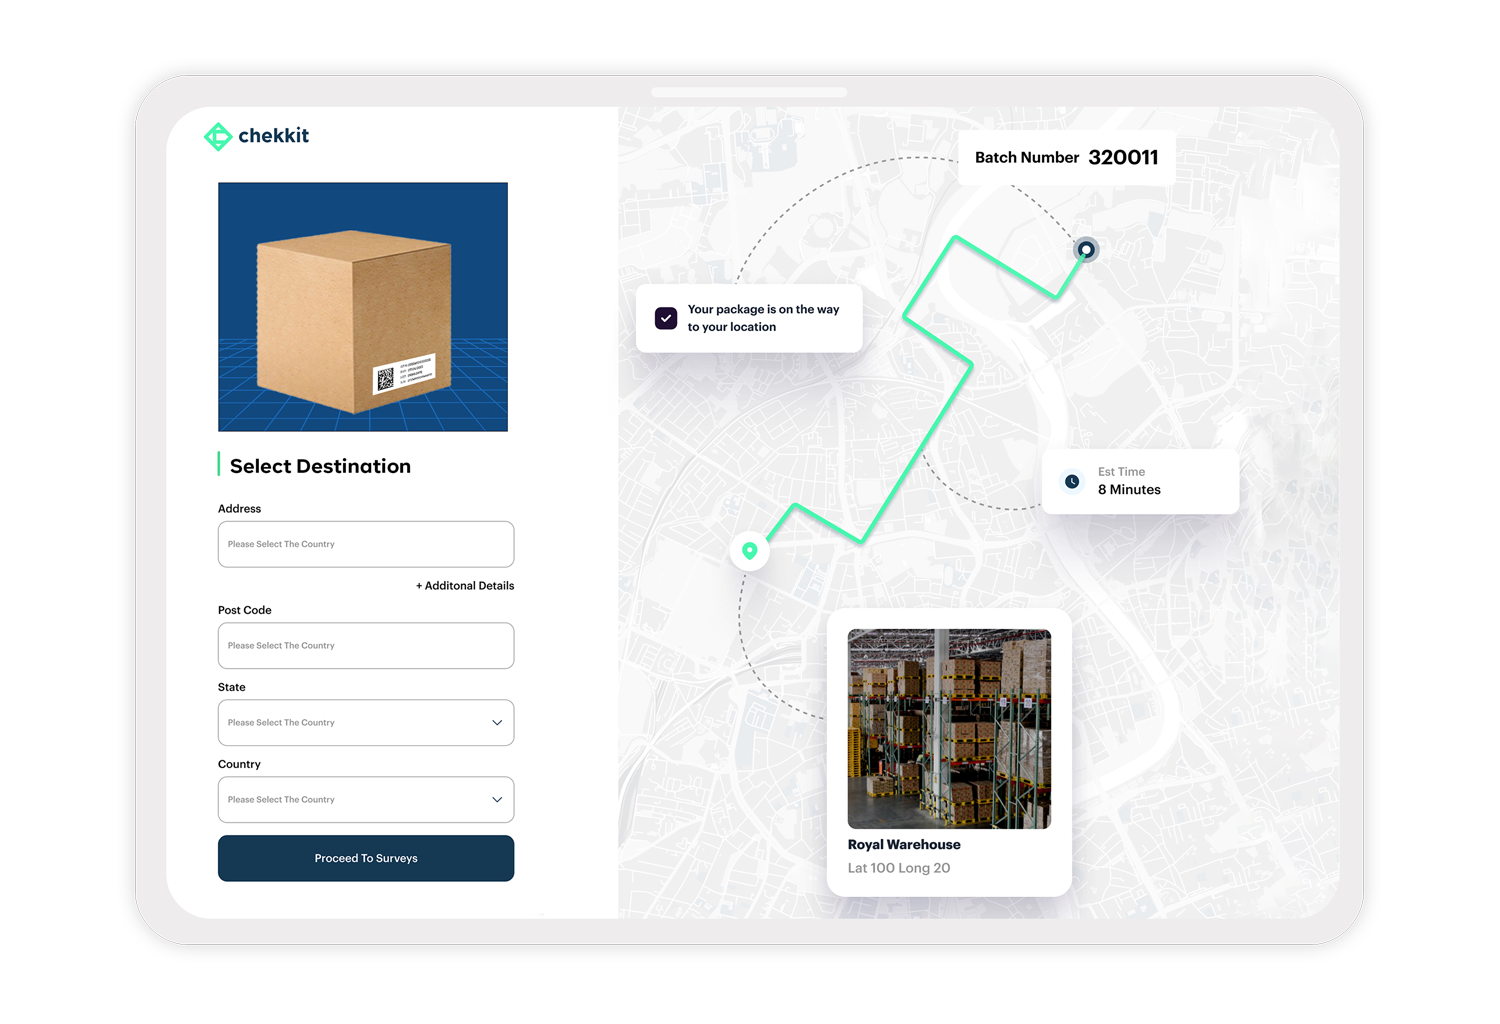 chekkit
Select Destination
Address
Please Select The Country
+ Additonal Details
Post Code
Please Select The Country
State
Please Select The Country
Country
Please Select The Country
Proceed To Surveys
Batch Number 320011
Your package is on the way
to your location
Est Time
8 Minutes
Royal Warehouse
Lat 100 Long 20